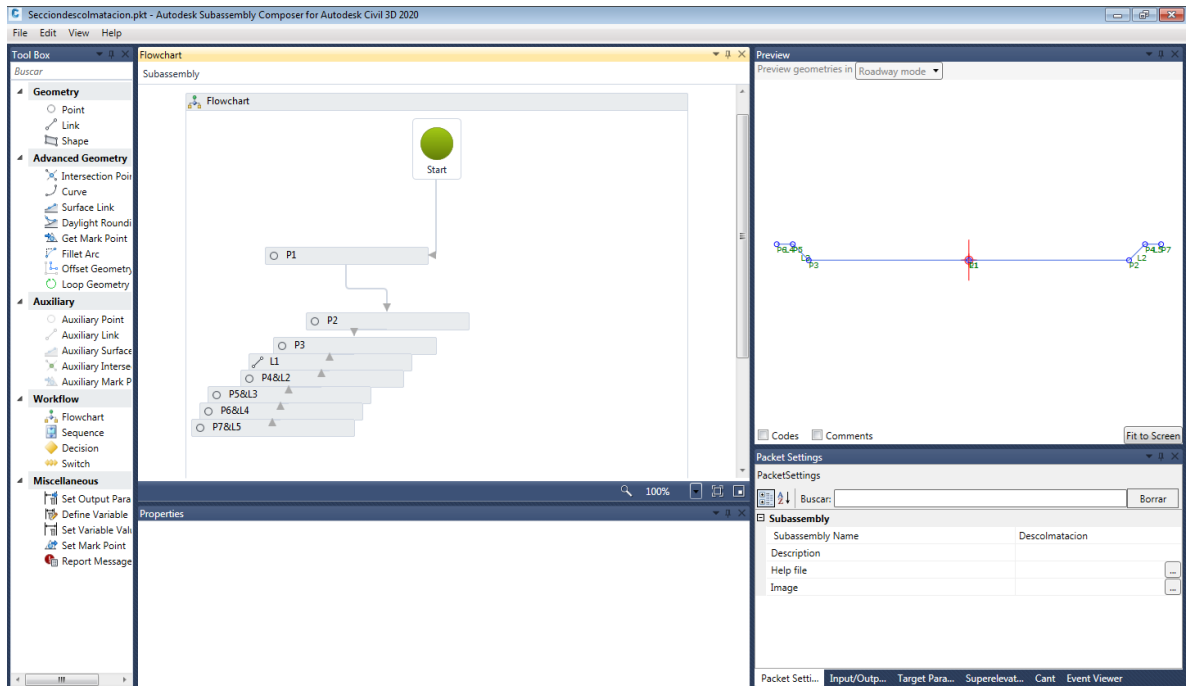 Secciondescolmatacion.pkt - Autodesk Subassembly Composer for Autodesk Civil 3D 2020
File Edit View Help
Tool Box
Buscar
Geometry
Point
Link
Shape
Advanced Geometry
Intersection Poin
Curve
Surface Link
Daylight Roundi
Get Mark Point
Fillet Arc
Offset Geometry
Loop Geometry
Auxiliary
Auxiliary Point
Auxiliary Link
Auxiliary Surface
Auxiliary Interse
Auxiliary Mark P
Workflow
Flowchart
Sequence
Decision
Switch
Miscellaneous
Set Output Para
Define Variable
Set Variable Valu
Set Mark Point
Report Message
Flowchart
Subassembly
Flowchart
Start
P1
P2
P3
L1
P4&L2
P5&L3
P6&L4
P7&L5
100%
Properties
Preview
Preview geometries in Roadway mode
P3
P2
L2
Codes Comments Fit to Screen
Packet Settings
PacketSettings
Buscar: Borrar
Subassembly
Subassembly Name Descolmatacion
Description
Help file ...
Image ...
Packet Setti... Input/Outp... Target Para... Superelevat... Cant Event Viewer